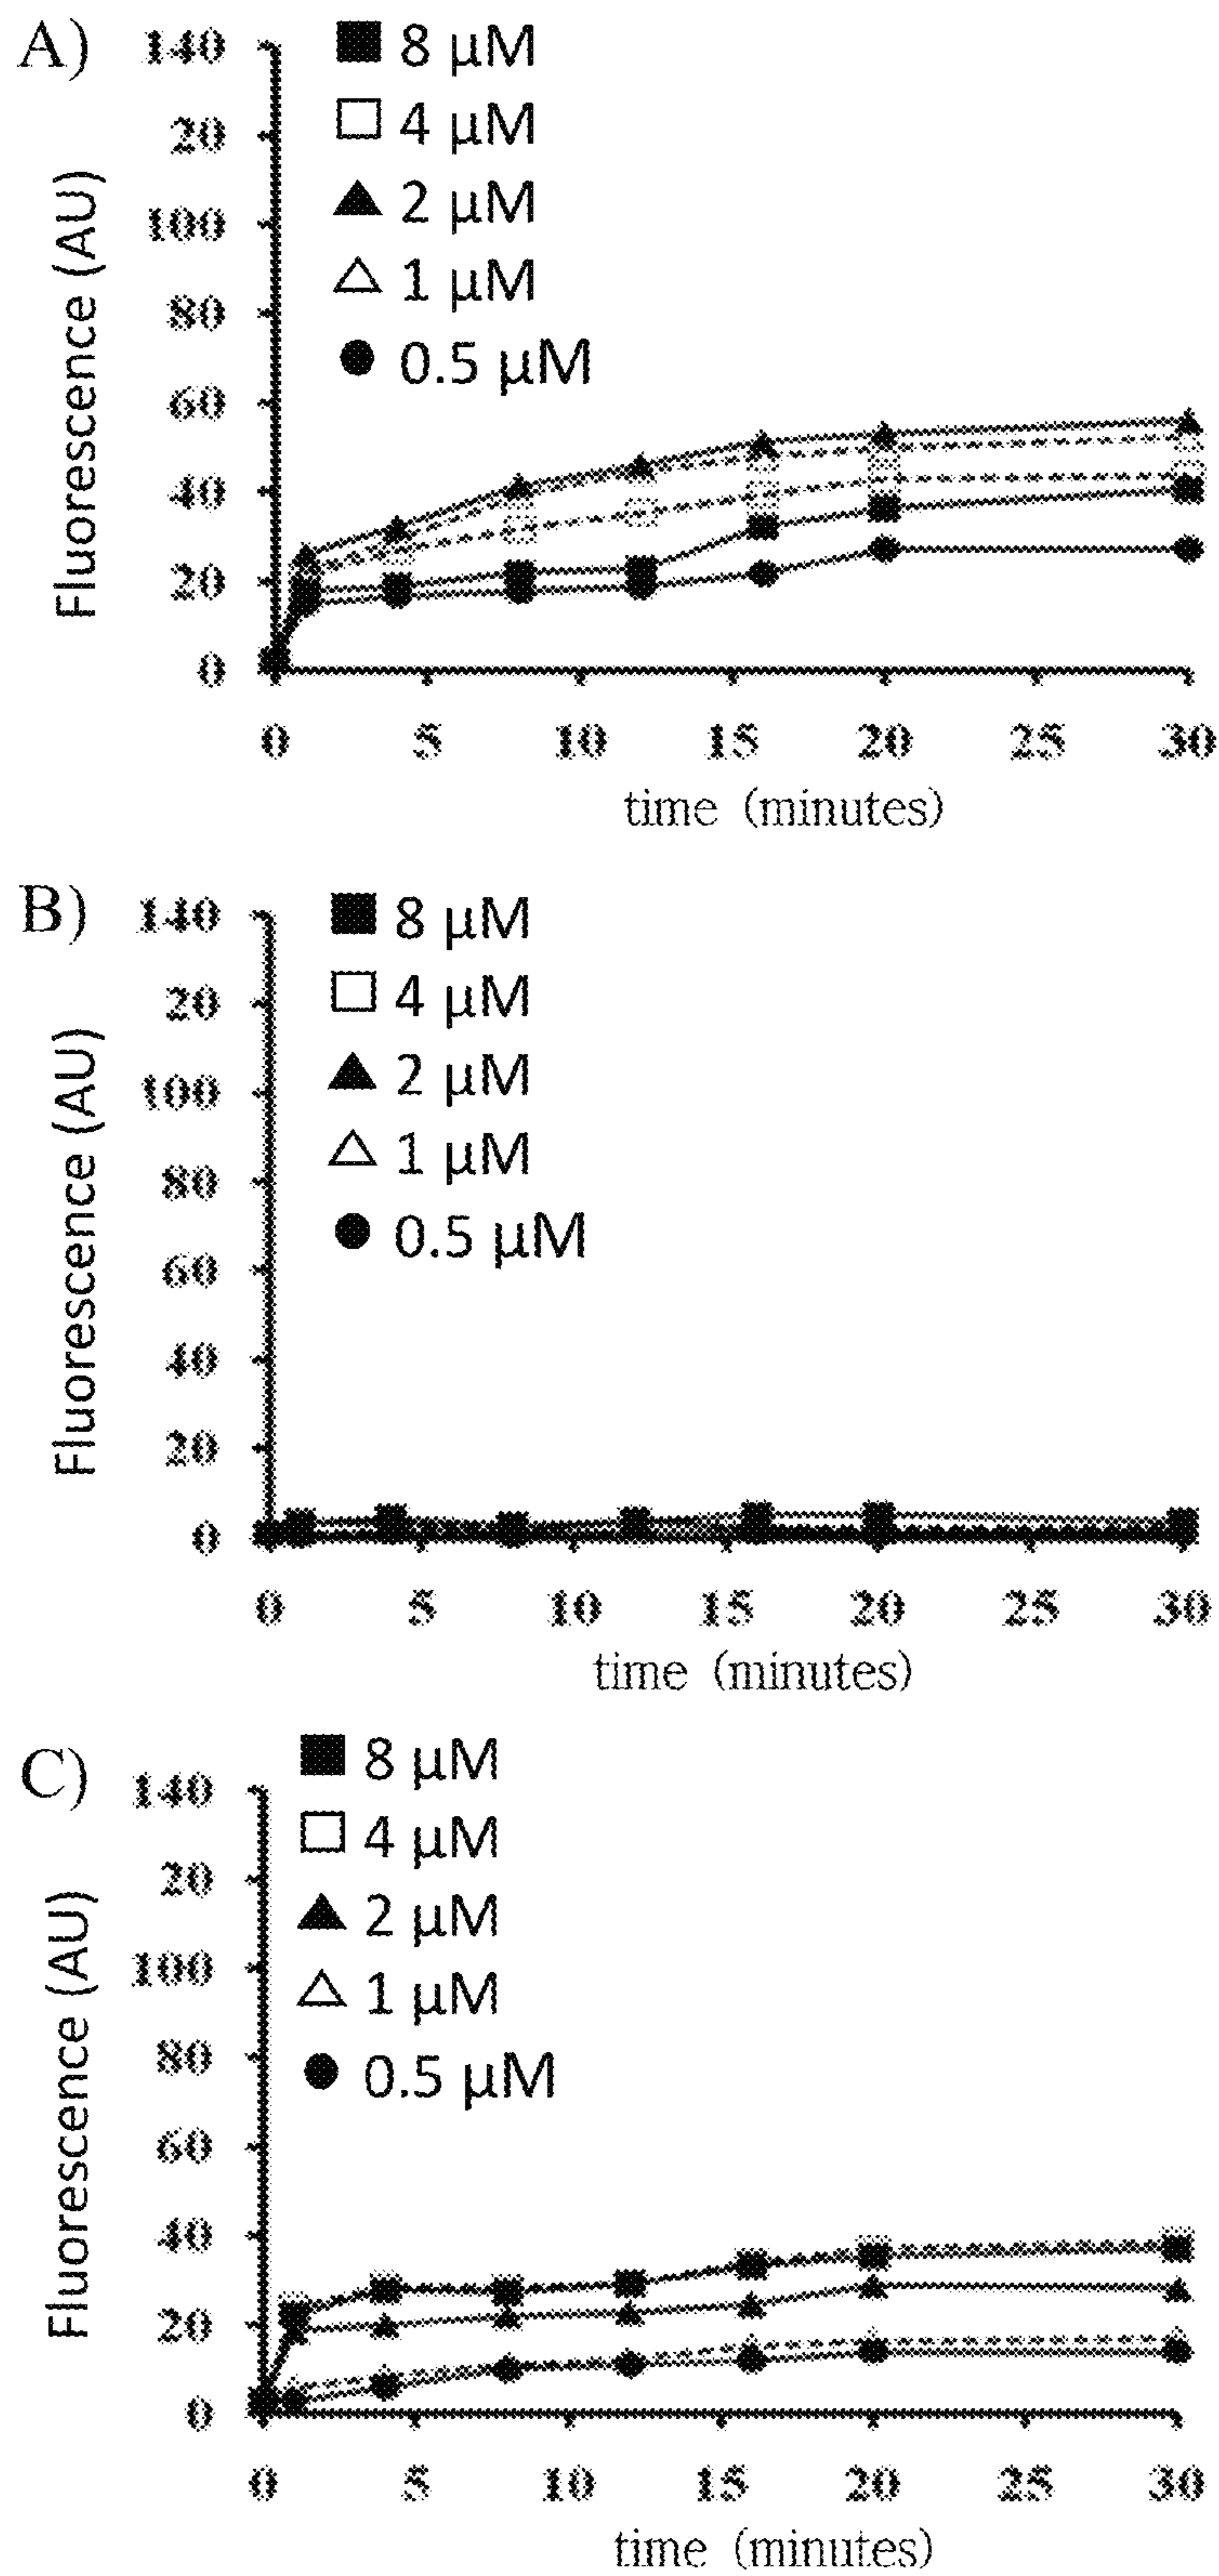 A)
8 µM
4 µM
2 µM
1 µM
0.5 µM
Fluorescence (AU)
140
20
100
80
60
40
20
0
0 5 10 15 20 25 30
time (minutes)
B)
8 µM
4 µM
2 µM
1 µM
0.5 µM
Fluorescence (AU)
140
20
100
80
60
40
20
0
0 5 10 15 20 25 30
time (minutes)
C)
8 µM
4 µM
2 µM
1 µM
0.5 µM
Fluorescence (AU)
140
20
100
80
60
40
20
0
0 5 10 15 20 25 30
time (minutes)